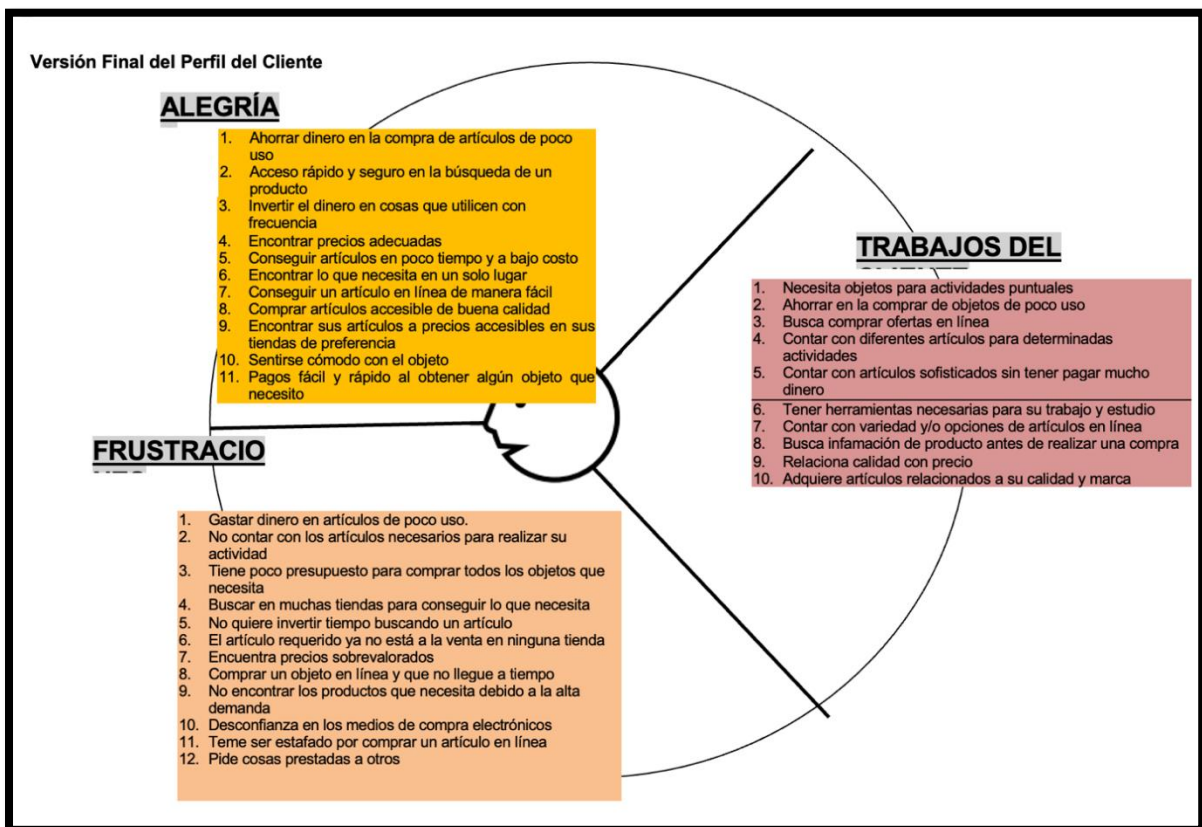 Versión Final del Perfil del Cliente
ALEGRÍA
1. Ahorrar dinero en la compra de artículos de poco
uso
2. Acceso rápido y seguro en la búsqueda de un
producto
3. Invertir el dinero en cosas que utilicen con
frecuencia
4. Encontrar precios adecuadas
5. Conseguir artículos en poco tiempo y a bajo costo
6. Encontrar lo que necesita en un solo lugar
7. Conseguir un artículo en línea de manera fácil
8. Comprar artículos accesible de buena calidad
9. Encontrar sus artículos a precios accesibles en sus
tiendas de preferencia
10. Sentirse cómodo con el objeto
11. Pagos fácil y rápido al obtener algún objeto que
necesito
TRABAJOS DEL
1. Necesita objetos para actividades puntuales
2. Ahorrar en la comprar de objetos de poco uso
3. Busca comprar ofertas en línea
4. Contar con diferentes artículos para determinadas
actividades
5. Contar con artículos sofisticados sin tener pagar mucho
dinero
6. Tener herramientas necesarias para su trabajo y estudio
7. Contar con variedad y/o opciones de artículos en línea
8. Busca infamación de producto antes de realizar una compra
9. Relaciona calidad con precio
10. Adquiere artículos relacionados a su calidad y marca
FRUSTRACIO
1. Gastar dinero en artículos de poco uso.
2. No contar con los artículos necesarios para realizar su
actividad
3. Tiene poco presupuesto para comprar todos los objetos que
necesita
4. Buscar en muchas tiendas para conseguir lo que necesita
5. No quiere invertir tiempo buscando un artículo
6. El artículo requerido ya no está a la venta en ninguna tienda
7. Encuentra precios sobrevalorados
8. Comprar un objeto en línea y que no llegue a tiempo
9. No encontrar los productos que necesita debido a la alta
demanda
10. Desconfianza en los medios de compra electrónicos
11. Teme ser estafado por comprar un artículo en línea
12. Pide cosas prestadas a otros